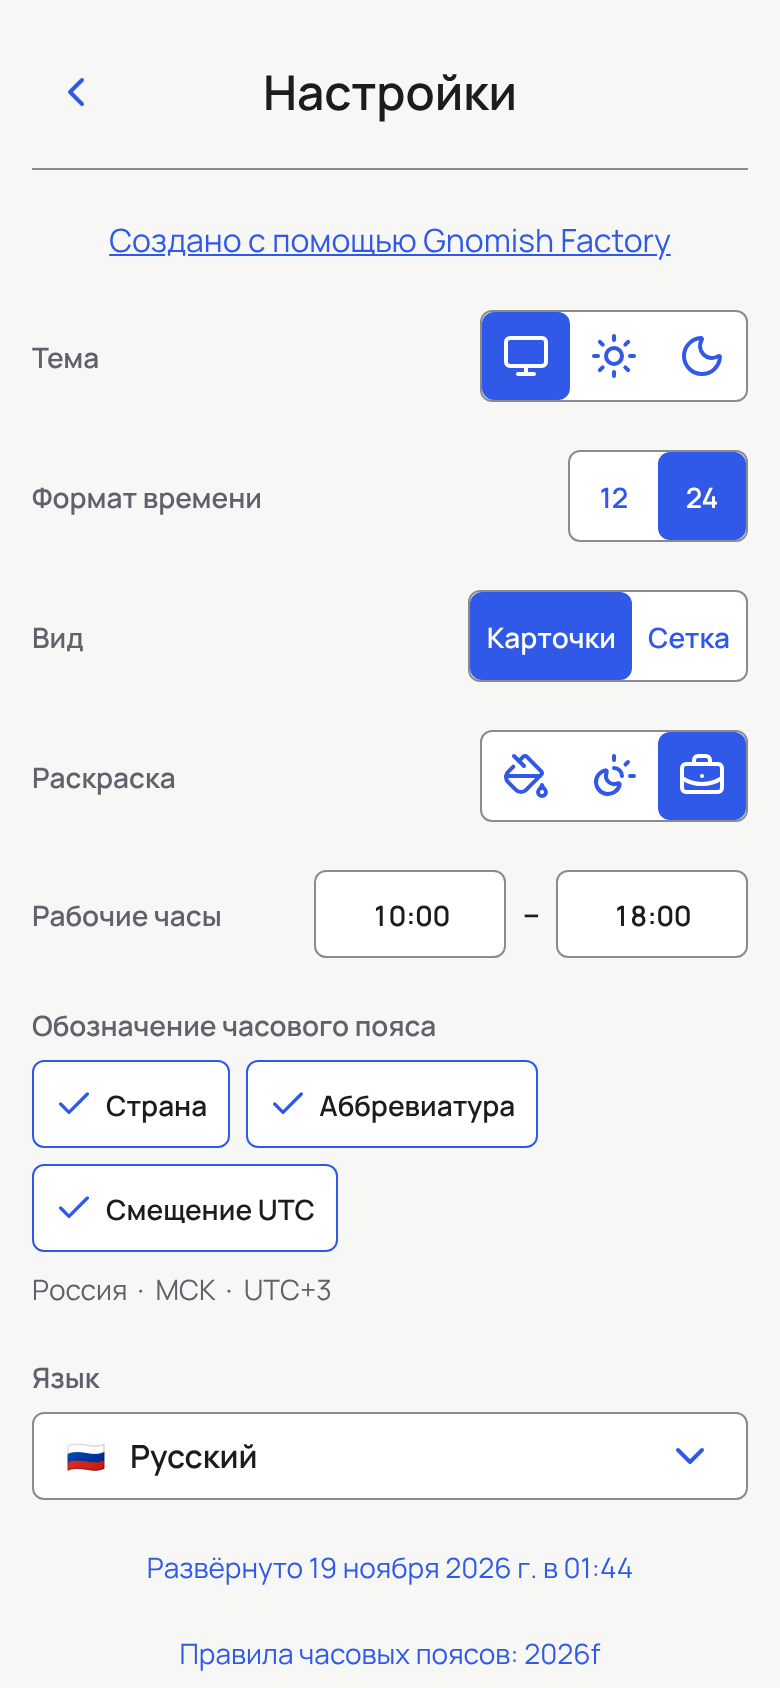 Настройки
Создано с помощью Gnomish Factory
Тема
Формат времени
12 24
Вид
Карточки Сетка
Раскраска
Рабочие часы
10:00 – 18:00
Обозначение часового пояса
Страна Аббревиатура
Смещение UTC
Россия · МСК · UTC+3
Язык
Русский
Развёрнуто 19 ноября 2026 г. в 01:44
Правила часовых поясов: 2026f